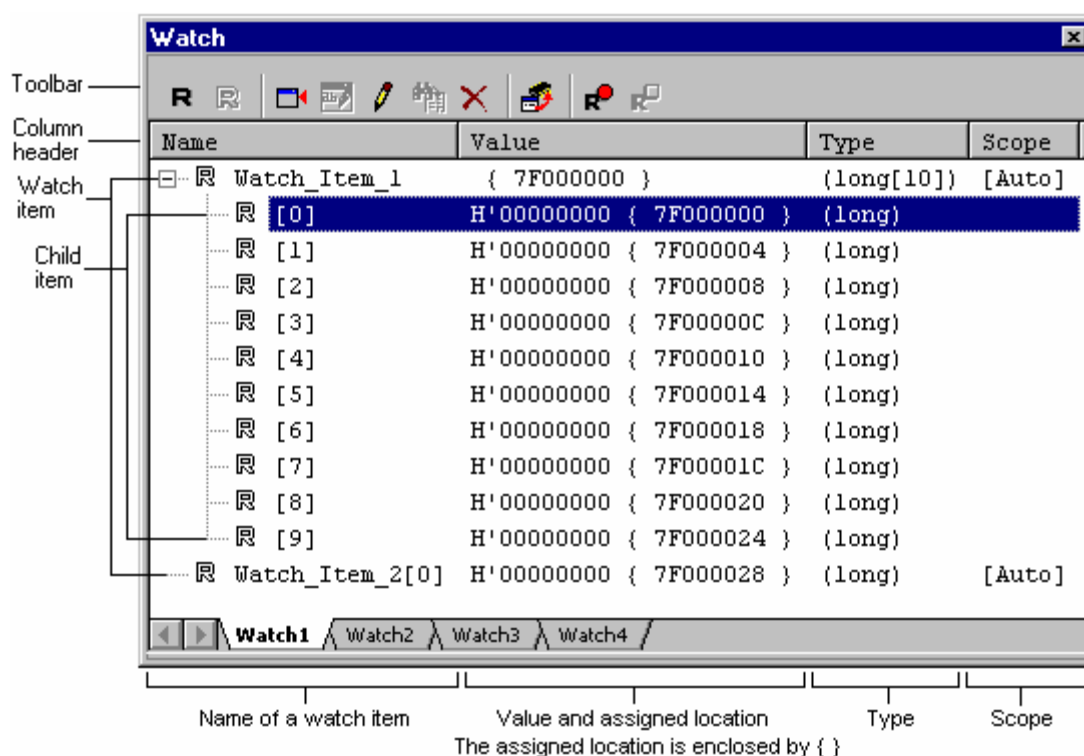 Watch
Toolbar
R R R R
Column header
Name Value Type Scope
Watch item
R Watch_Item_1 { 7F000000 } (long[10]) [Auto]
R [0] H'00000000 { 7F000000 } (long)
R [1] H'00000000 { 7F000004 } (long)
Child item
R [2] H'00000000 { 7F000008 } (long)
R [3] H'00000000 { 7F00000C } (long)
R [4] H'00000000 { 7F000010 } (long)
R [5] H'00000000 { 7F000014 } (long)
R [6] H'00000000 { 7F000018 } (long)
R [7] H'00000000 { 7F00001C } (long)
R [8] H'00000000 { 7F000020 } (long)
R [9] H'00000000 { 7F000024 } (long)
R Watch_Item_2[0] H'00000000 { 7F000028 } (long) [Auto]
Watch1 Watch2 Watch3 Watch4
Name of a watch item Value and assigned location Type Scope
The assigned location is enclosed by { }